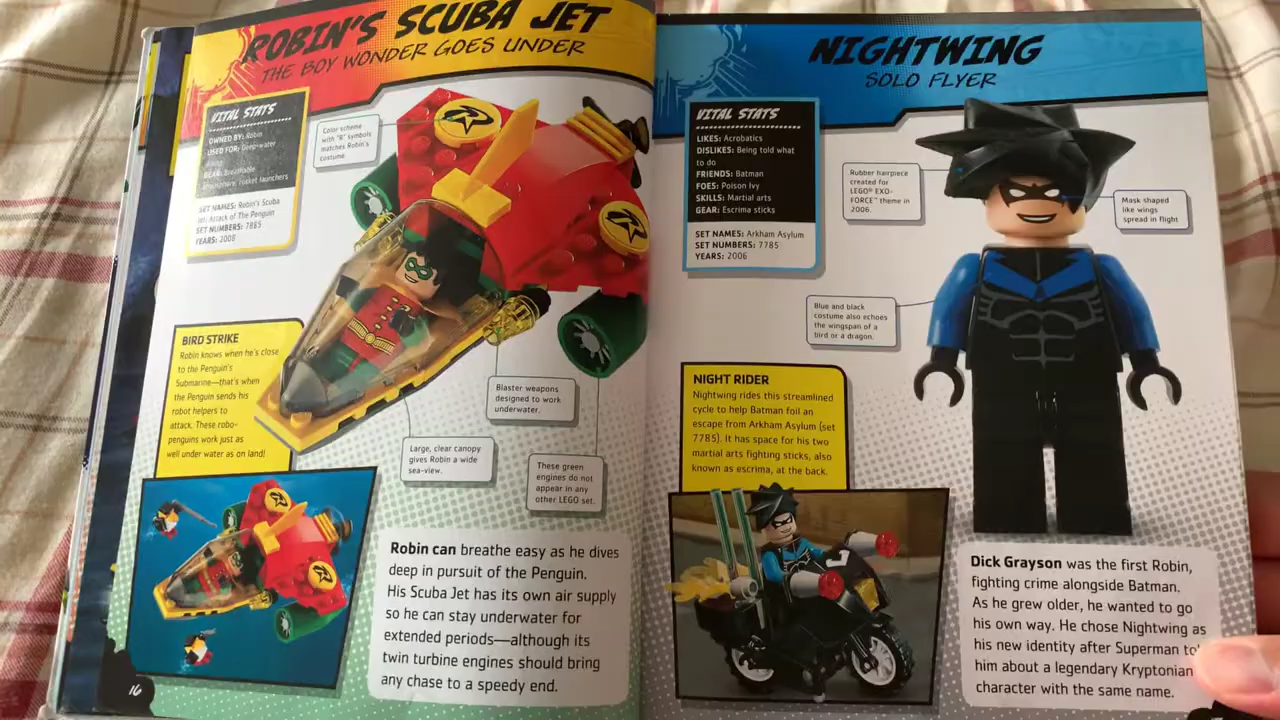 ROBIN'S SCUBA JET
THE BOY WONDER GOES UNDER
VITAL STATS
OWNED BY: Robin
USED FOR: Deep-water
GEAR: Breathable
rocket launchers
SET NAMES: Robin's Scuba
Jet: Attack of The Penguin
SET NUMBERS: 7885
YEARS: 2008
Color scheme
with "R" symbols
matches Robin's
costume.
BIRD STRIKE
Robin knows when he's close
to the Penguin's
Submarine—that's when
the Penguin sends his
robot helpers to
attack. These robo-
penguins work just as
well under water as on land!
Blaster weapons
designed to work
underwater.
Large, clear canopy
gives Robin a wide
sea-view.
These green
engines do not
appear in any
other LEGO set.
Robin can breathe easy as he dives
deep in pursuit of the Penguin.
His Scuba Jet has its own air supply
so he can stay underwater for
extended periods—although its
twin turbine engines should bring
any chase to a speedy end.
16
NIGHTWING
SOLO FLYER
VITAL STATS
LIKES: Acrobatics
DISLIKES: Being told what
to do
FRIENDS: Batman
FOES: Poison Ivy
SKILLS: Martial arts
GEAR: Escrima sticks
SET NAMES: Arkham Asylum
SET NUMBERS: 7785
YEARS: 2006
Rubber hairpiece
created for
LEGO® EXO-
FORCE™ theme in
2006.
Mask shaped
like wings
spread in flight
Blue and black
costume also echoes
the wingspan of a
bird or a dragon.
NIGHT RIDER
Nightwing rides this streamlined
cycle to help Batman foil an
escape from Arkham Asylum (set
7785). It has space for his two
martial arts fighting sticks, also
known as escrima, at the back.
Dick Grayson was the first Robin,
fighting crime alongside Batman.
As he grew older, he wanted to go
his own way. He chose Nightwing as
his new identity after Superman tol
him about a legendary Kryptonian
character with the same name.